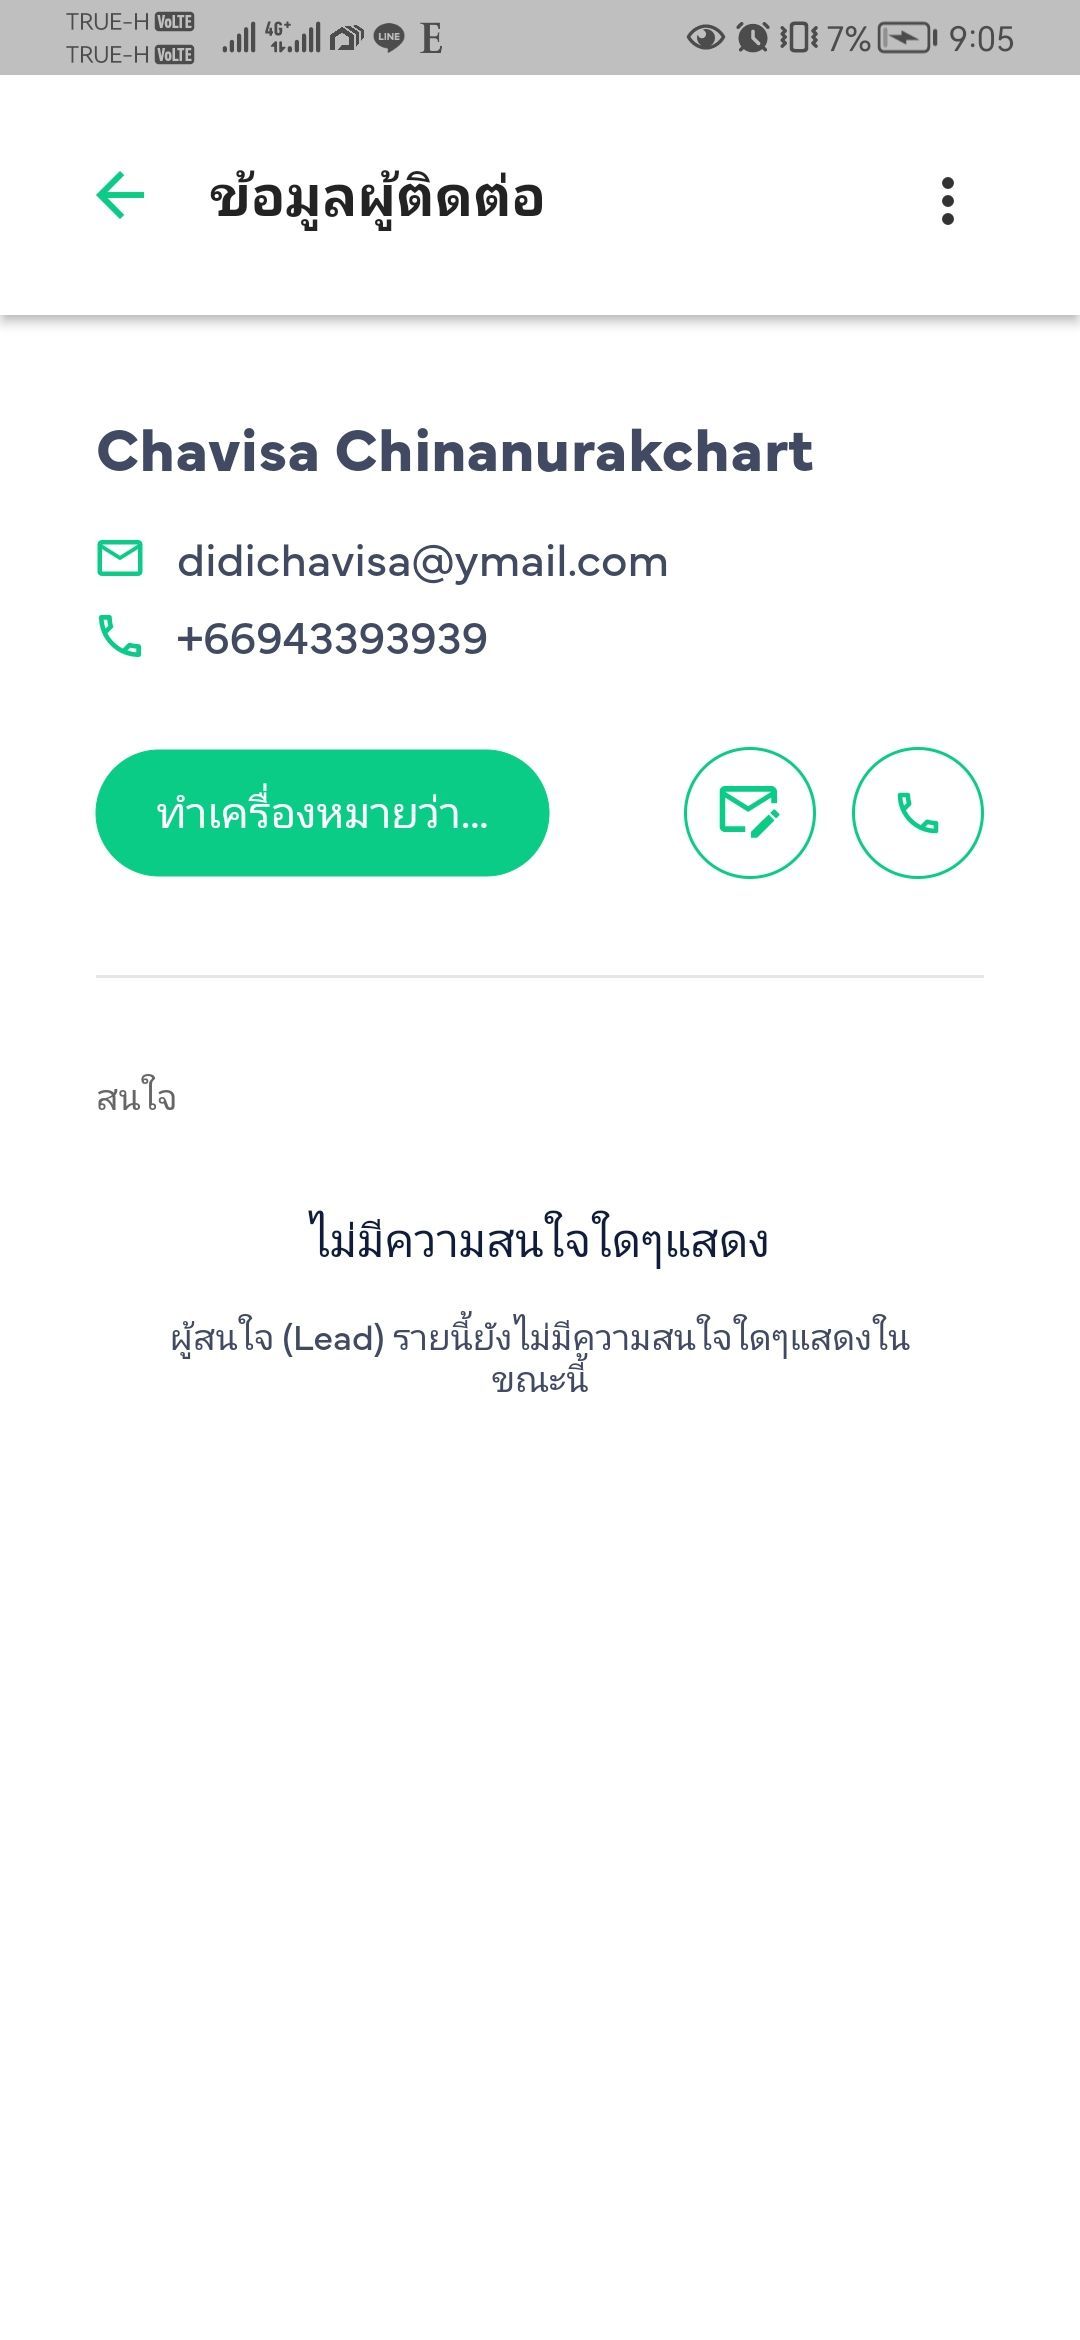 TRUE-H VoLTE
TRUE-H VoLTE
4G+ LINE E 7% 9:05
ข้อมูลผู้ติดต่อ
Chavisa Chinanurakchart
didichavisa@ymail.com
+66943393939
ทำเครื่องหมายว่า...
สนใจ
ไม่มีความสนใจใดๆแสดง
ผู้สนใจ (Lead) รายนี้ยังไม่มีความสนใจใดๆแสดงใน
ขณะนี้